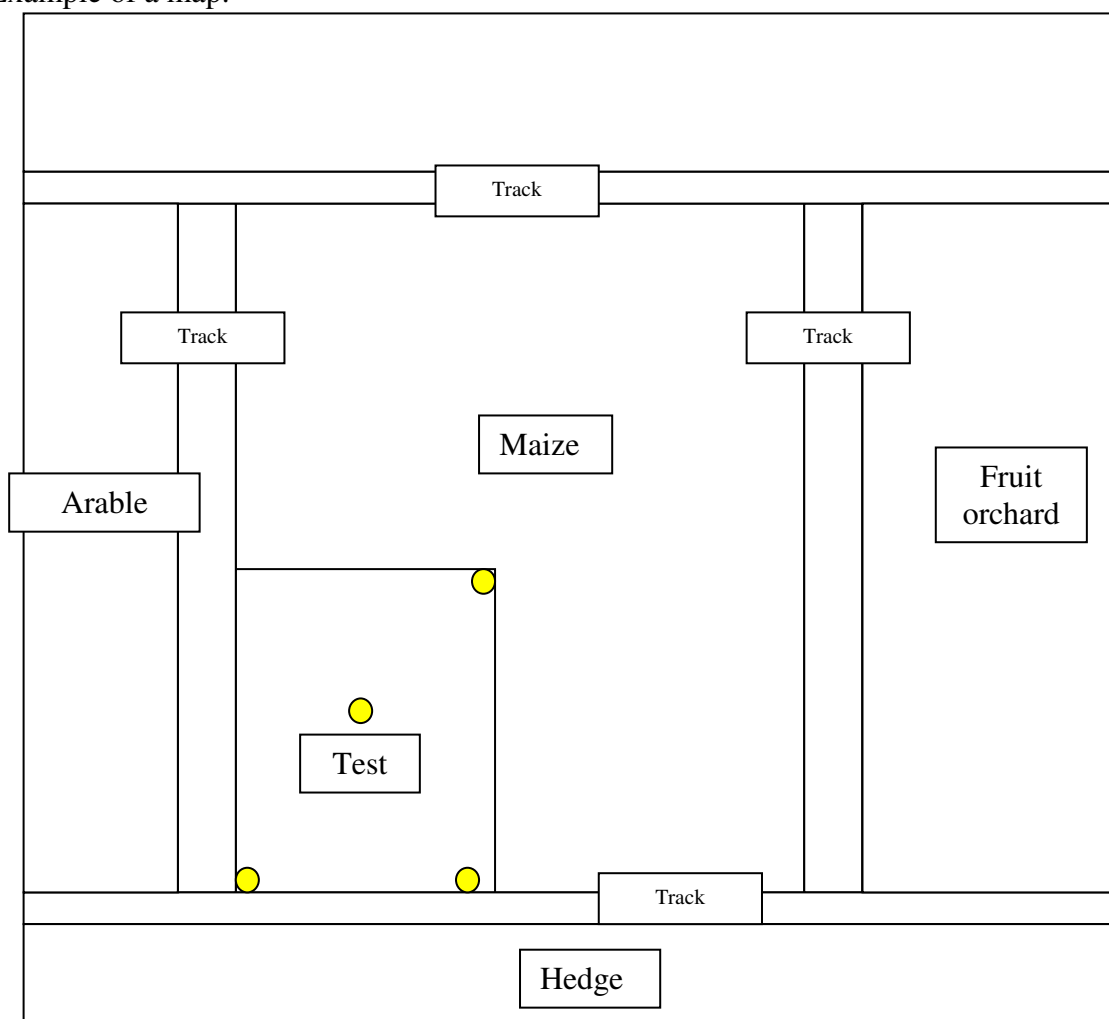 Example of a map:
Track
Track
Track
Maize
Arable
Fruit
orchard
Test
Track
Hedge